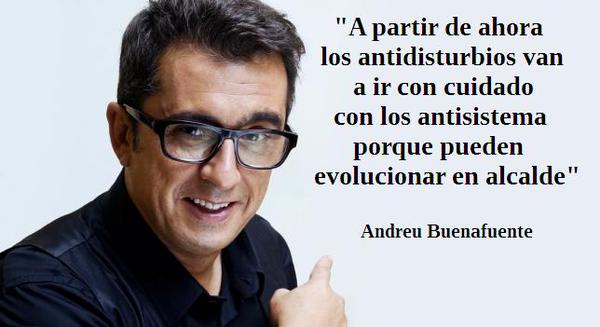 "A partir de ahora
los antidisturbios van
a ir con cuidado
con los antisistema
porque pueden
evolucionar en alcalde"
Andreu Buenafuente